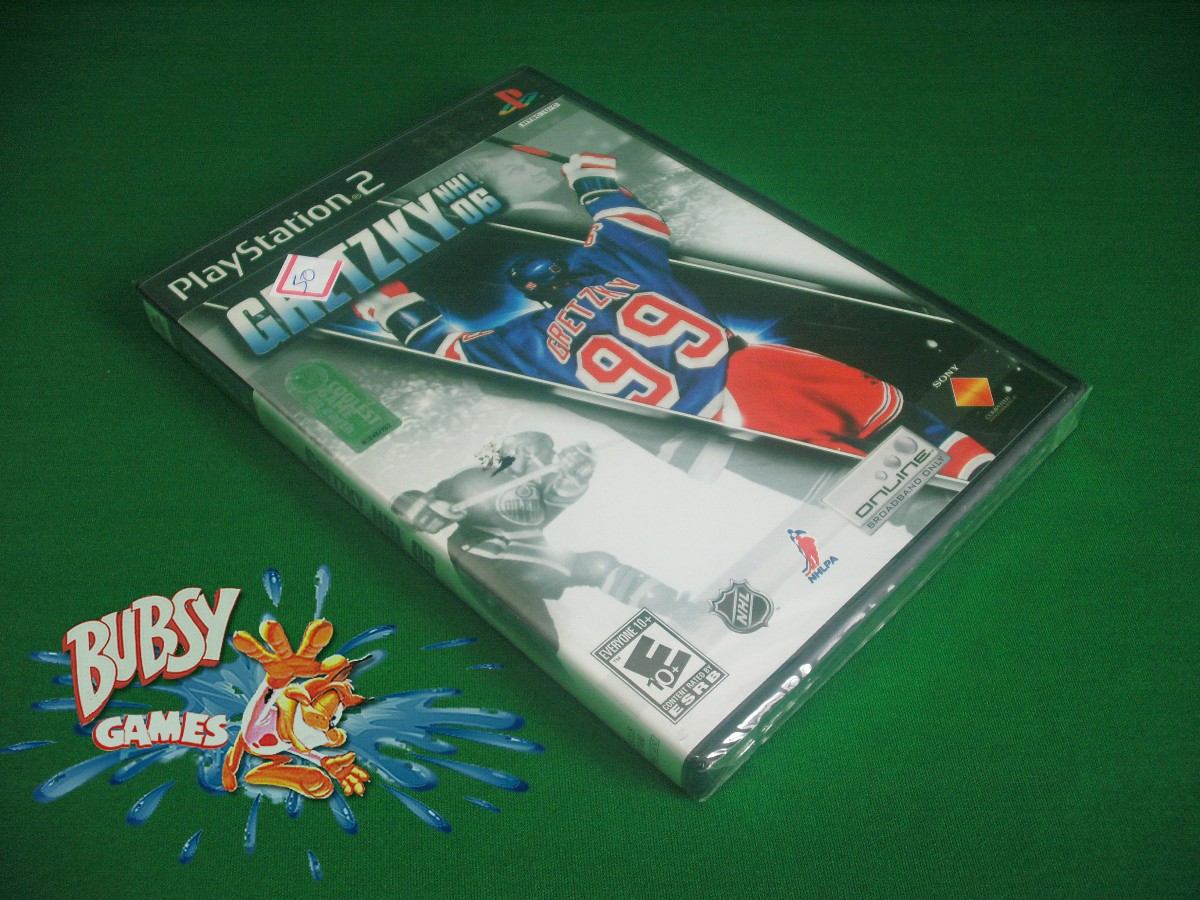 PlayStation®2
GRETZKY NHL 06
50
GRETZKY
99
SONY
COMPUTER
ONLINE
BROADBAND ONLY
NHLPA
NHL
EVERYONE 10+
E
10+
CONTENT RATED BY
ESRB
BUBSY
GAMES